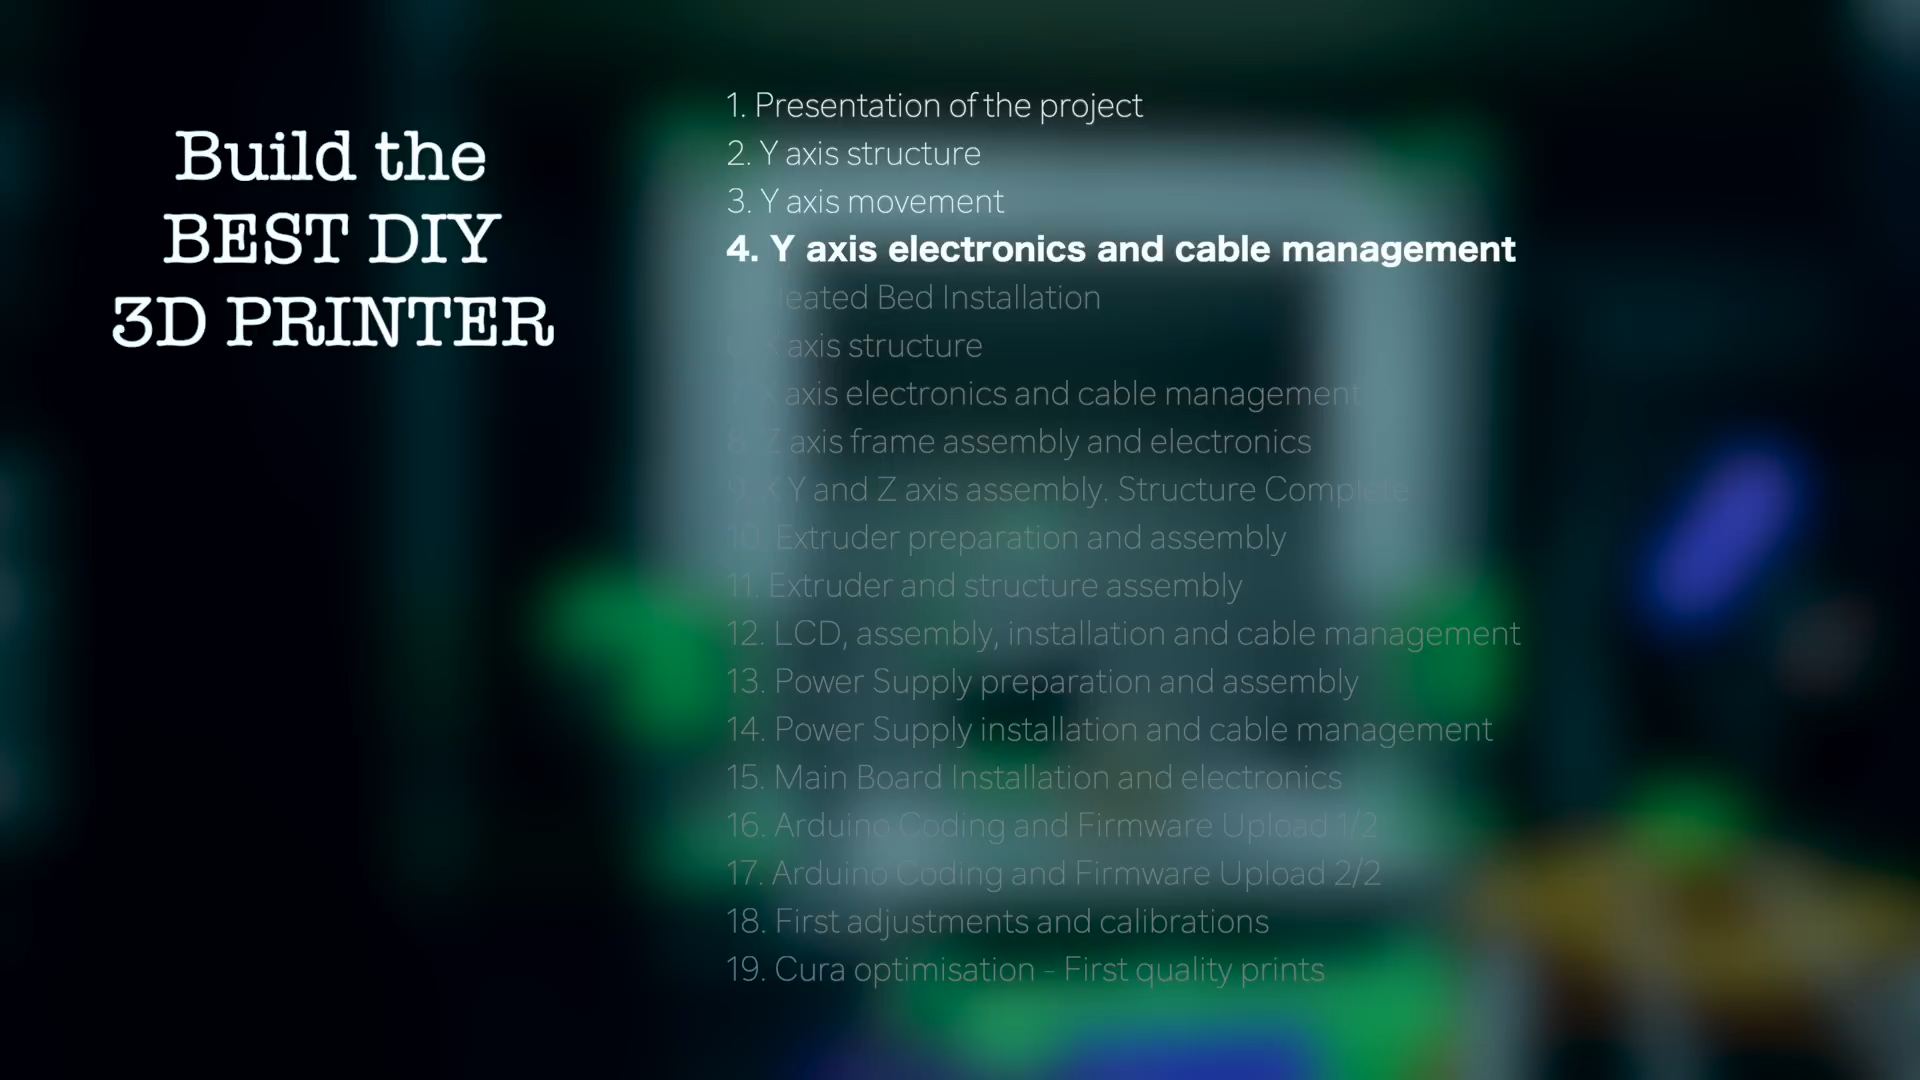 Build the
BEST DIY
3D PRINTER
1. Presentation of the project
2. Y axis structure
3. Y axis movement
4. Y axis electronics and cable management
Heated Bed Installation
X axis structure
X axis electronics and cable management
8. Z axis frame assembly and electronics
9. X Y and Z axis assembly. Structure Complete
10. Extruder preparation and assembly
11. Extruder and structure assembly
12. LCD, assembly, installation and cable management
13. Power Supply preparation and assembly
14. Power Supply installation and cable management
15. Main Board Installation and electronics
16. Arduino Coding and Firmware Upload 1/2
17. Arduino Coding and Firmware Upload 2/2
18. First adjustments and calibrations
19. Cura optimisation - First quality prints